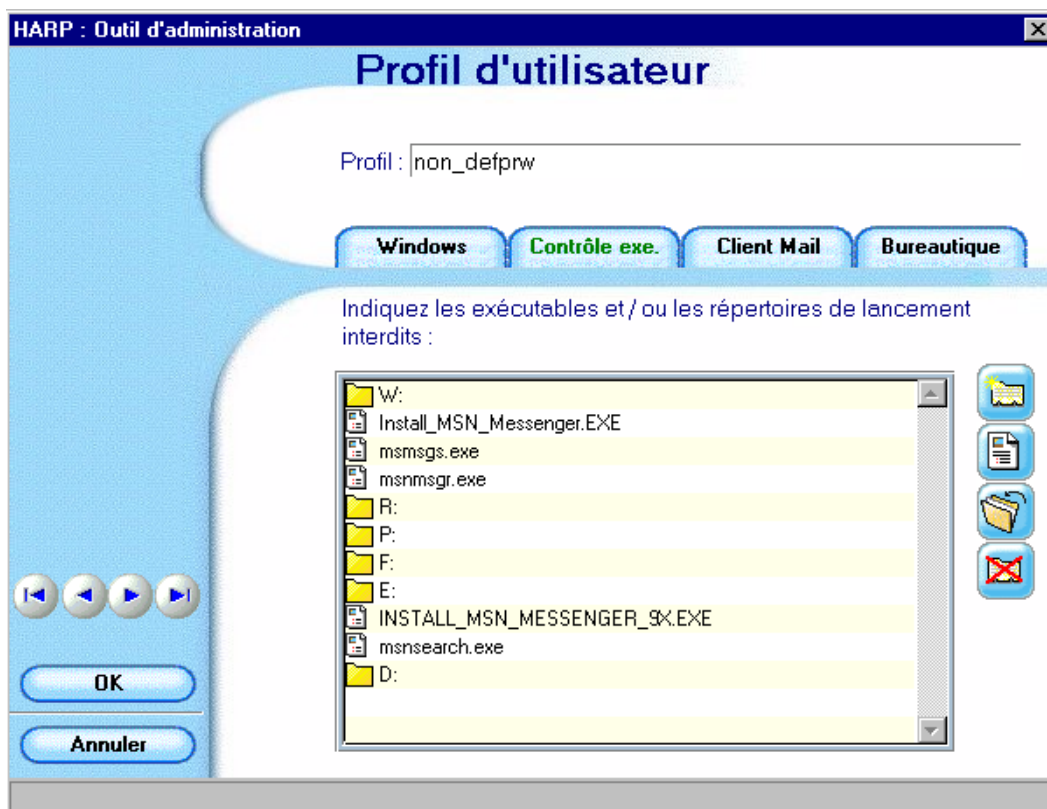 HARP : Outil d'administration
Profil d'utilisateur
Profil : non_defprw
Windows
Contrôle exe.
Client Mail
Bureautique
Indiquez les exécutables et / ou les répertoires de lancement
interdits :
W:
Install_MSN_Messenger.EXE
msmsgs.exe
msnmsgr.exe
R:
P:
F:
E:
INSTALL_MSN_MESSENGER_9X.EXE
msnsearch.exe
D:
OK
Annuler